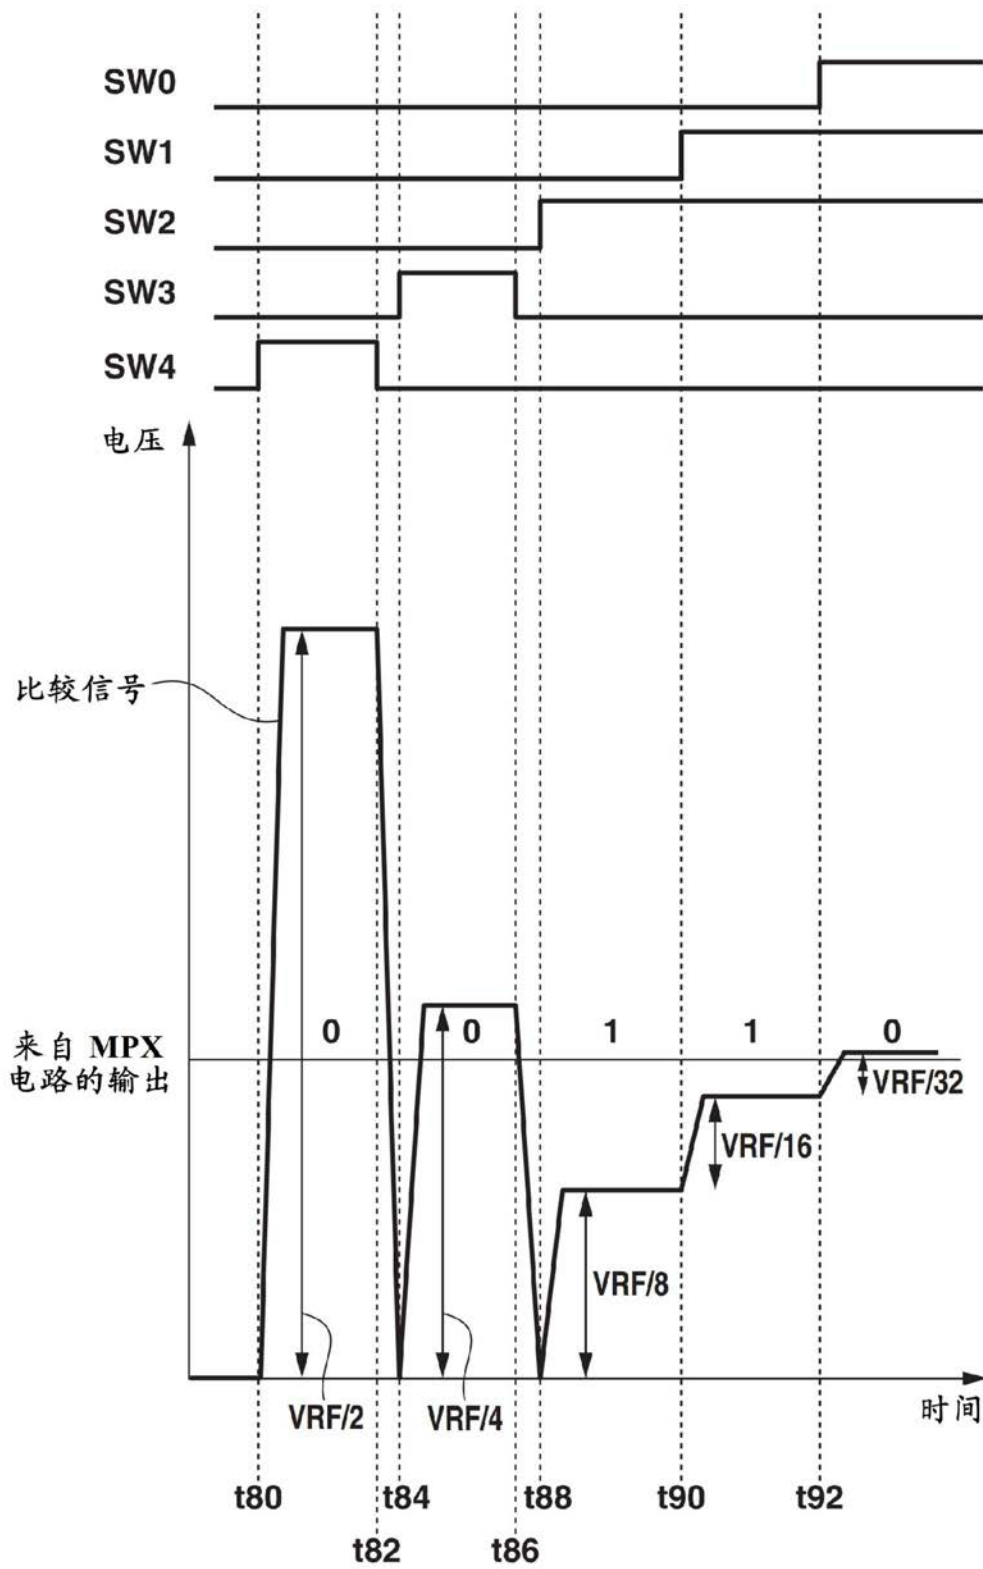 SW0
SW1
SW2
SW3
SW4
电压
比较信号
来自 MPX
电路的输出
0
0
1
1
0
VRF/32
VRF/16
VRF/8
VRF/2
VRF/4
时间
t80
t84
t88
t90
t92
t82
t86